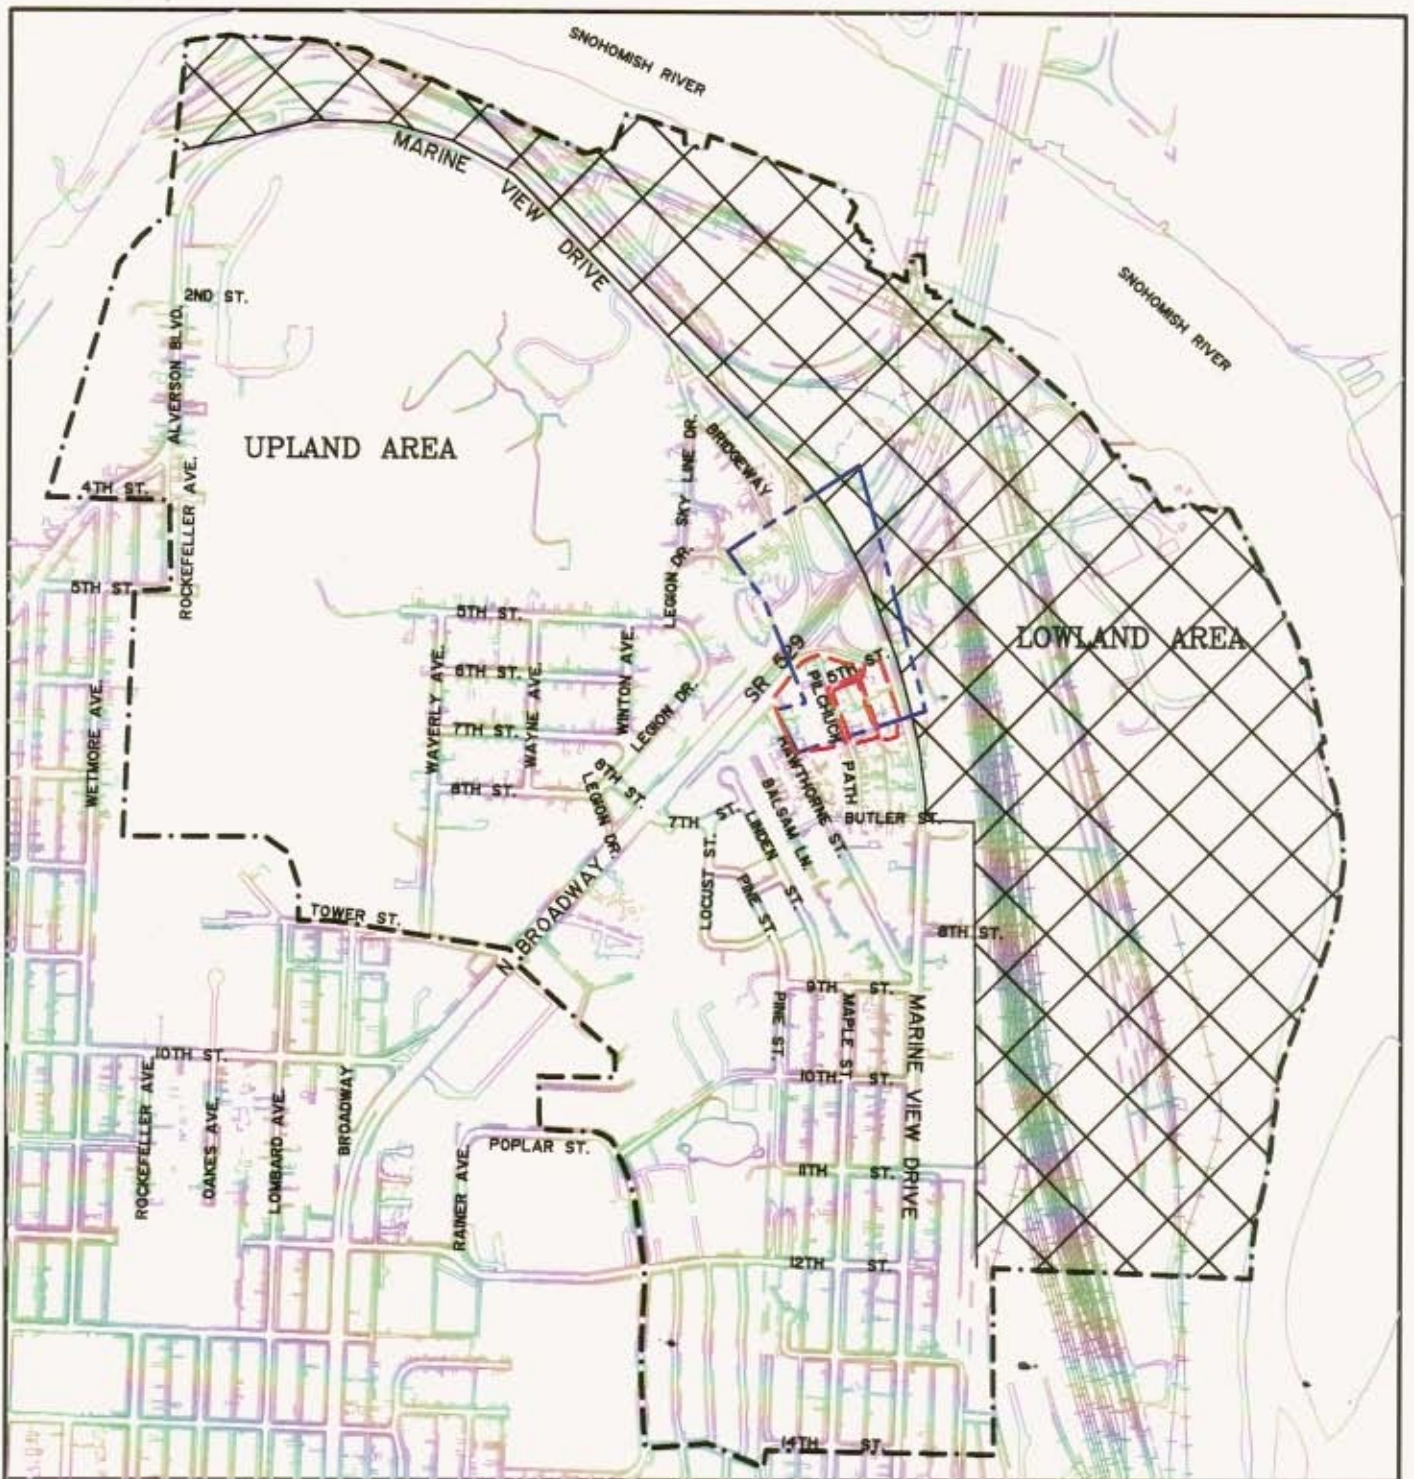 SNOHOMISH RIVER
MARINE VIEW DRIVE
SNOHOMISH RIVER
2ND ST.
ALVERSON BLVD.
UPLAND AREA
SKY LINE DR.
BRIDGEWAY
4TH ST.
ROCKEFELLER AVE.
LEGION DR.
5TH ST.
5TH ST.
LOWLAND AREA
WINTON AVE.
SR 529
5TH ST.
6TH ST.
WAVERLY AVE.
WAYNE AVE.
PILCHUCK PATH
LEGION DR.
WETMORE AVE.
7TH ST.
HAWTHORNE ST.
8TH ST.
8TH ST.
LEGION DR.
BALSAM LN.
BUTLER ST.
7TH ST.
LINDEN ST.
LOCUST ST.
PINE ST.
TOWER ST.
N BROADWAY
8TH ST.
9TH ST.
PINE ST.
MAPLE ST.
MARINE VIEW DRIVE
10TH ST.
10TH ST.
ROCKEFELLER AVE.
OAKES AVE.
LOMBARD AVE.
BROADWAY
POPLAR ST.
RAINIER AVE.
11TH ST.
12TH ST.
14TH ST.